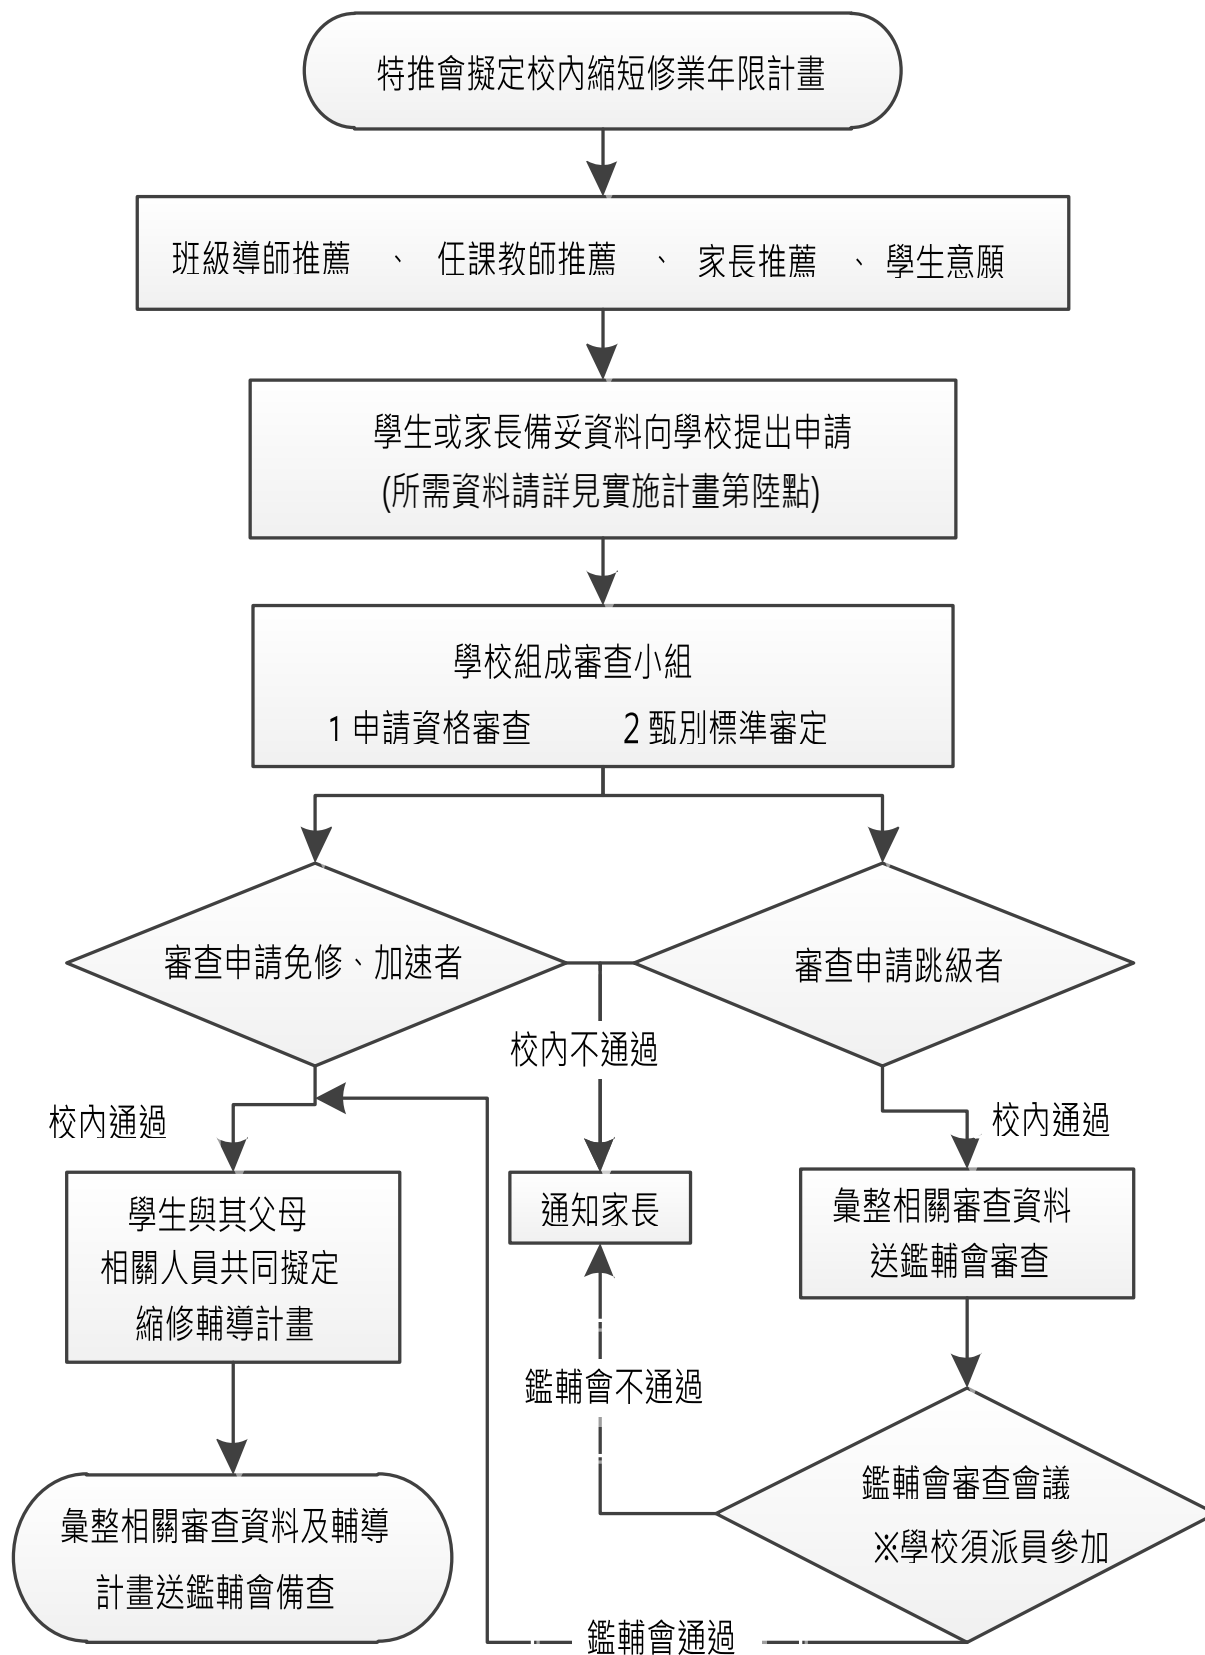 特推會擬定校內縮短修業年限計畫
班級導師推薦 、 任課教師推薦 、 家長推薦 、 學生意願
學生或家長備妥資料向學校提出申請
(所需資料請詳見實施計畫第陸點)
學校組成審查小組
1 申請資格審查 2 甄別標準審定
審查申請免修、加速者
審查申請跳級者
校內不通過
校內通過
校內通過
學生與其父母
相關人員共同擬定
縮修輔導計畫
通知家長
彙整相關審查資料
送鑑輔會審查
鑑輔會不通過
鑑輔會審查會議
※學校須派員參加
彙整相關審查資料及輔導
計畫送鑑輔會備查
鑑輔會通過